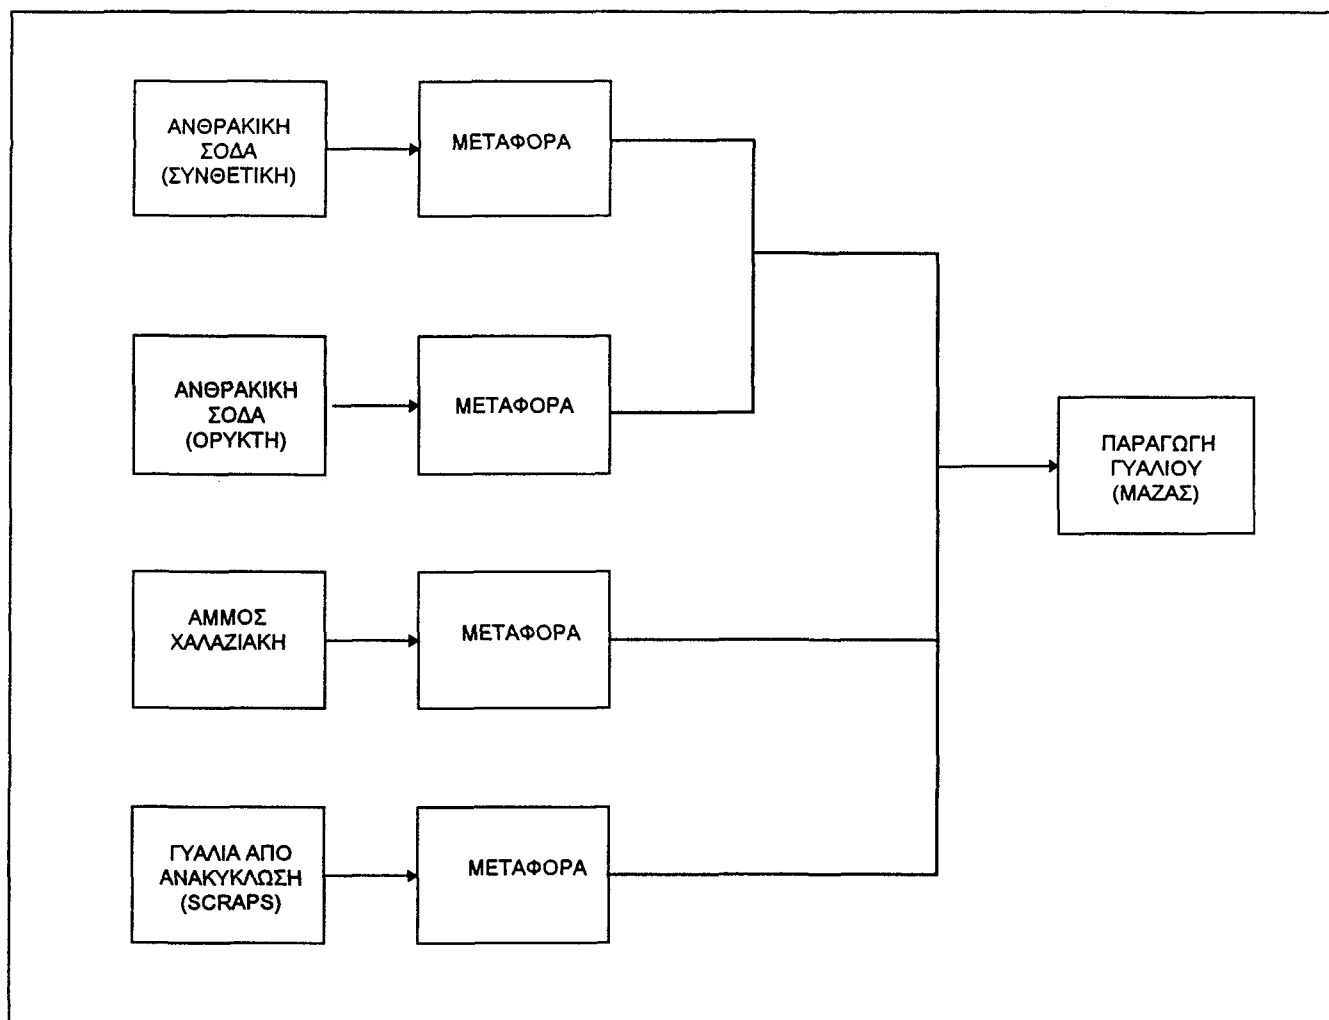 ΑΝΘΡΑΚΙΚΗ
ΣΟΔΑ
(ΣΥΝΘΕΤΙΚΗ)
ΜΕΤΑΦΟΡΑ
ΑΝΘΡΑΚΙΚΗ
ΣΟΔΑ
(ΟΡΥΚΤΗ)
ΜΕΤΑΦΟΡΑ
ΠΑΡΑΓΩΓΗ
ΓΥΑΛΙΟΥ
(ΜΑΖΑΣ)
ΑΜΜΟΣ
ΧΑΛΑΖΙΑΚΗ
ΜΕΤΑΦΟΡΑ
ΓΥΑΛΙΑ ΑΠΟ
ΑΝΑΚΥΚΛΩΣΗ
(SCRAPS)
ΜΕΤΑΦΟΡΑ